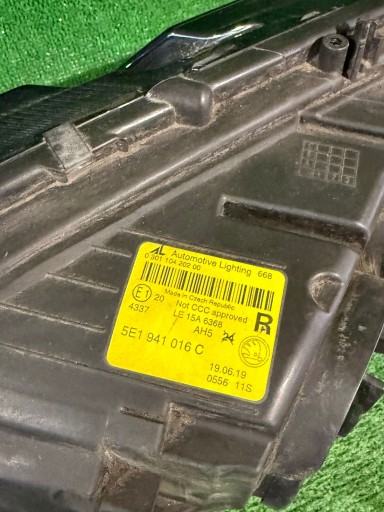 AL Automotive Lighting 668
0 301 104 202 00
Made in Czech Republic
E1 20 Not CCC approved
4337 LE 15A 6368 R
AH5 24
5E1 941 016 C
19.06.19
0556 11S